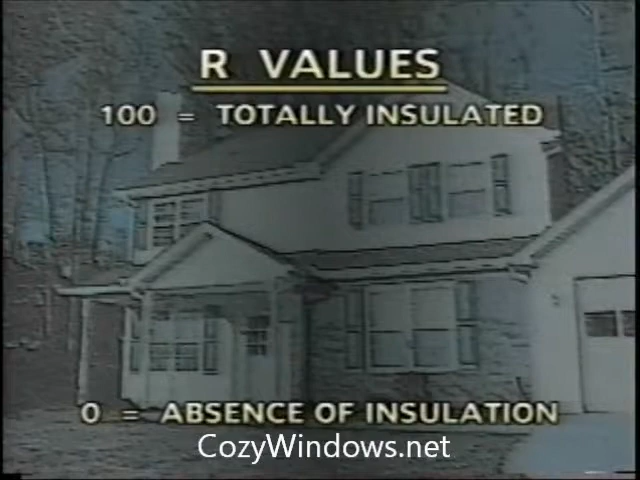 R VALUES
100 = TOTALLY INSULATED
0 = ABSENCE OF INSULATION
CozyWindows.net